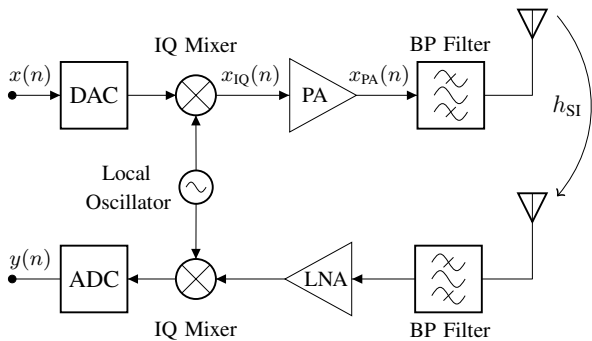 IQ Mixer
BP Filter
x(n)
DAC
x_IQ(n)
PA
x_PA(n)
h_SI
Local
Oscillator
y(n)
ADC
LNA
IQ Mixer
BP Filter